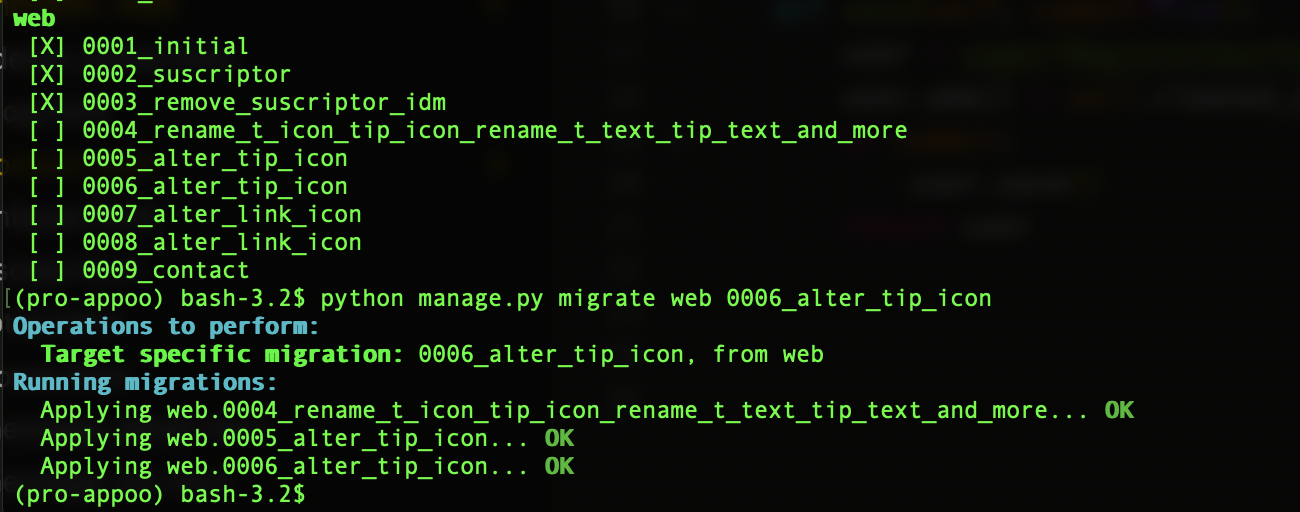 web
[X] 0001_initial
[X] 0002_suscriptor
[X] 0003_remove_suscriptor_idm
[ ] 0004_rename_t_icon_tip_icon_rename_t_text_tip_text_and_more
[ ] 0005_alter_tip_icon
[ ] 0006_alter_tip_icon
[ ] 0007_alter_link_icon
[ ] 0008_alter_link_icon
[ ] 0009_contact
[(pro-appoo) bash-3.2$ python manage.py migrate web 0006_alter_tip_icon
Operations to perform:
Target specific migration: 0006_alter_tip_icon, from web
Running migrations:
Applying web.0004_rename_t_icon_tip_icon_rename_t_text_tip_text_and_more... OK
Applying web.0005_alter_tip_icon... OK
Applying web.0006_alter_tip_icon... OK
(pro-appoo) bash-3.2$